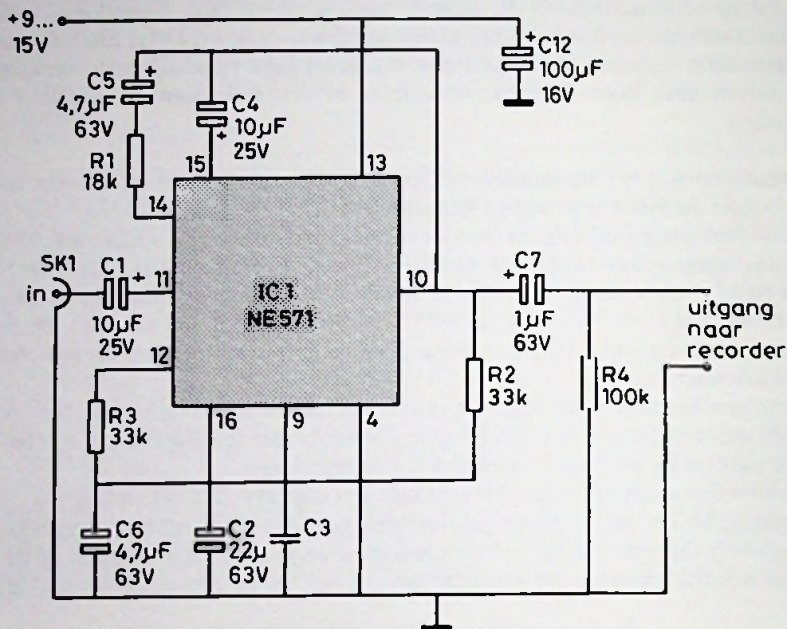 +9...
15V
C5
+
4,7µF
63V
C4
10µF
+
25V
+
C12
100µF
16V
R1
18k
15
13
14
SK1
in
C1
+
10µF
25V
11
IC1
NE571
10
C7
+
1µF
63V
uitgang
naar
recorder
12
R3
33k
R2
33k
R4
100k
16
9
4
C6
4,7µF
63V
C2
2,2µ
63V
C3